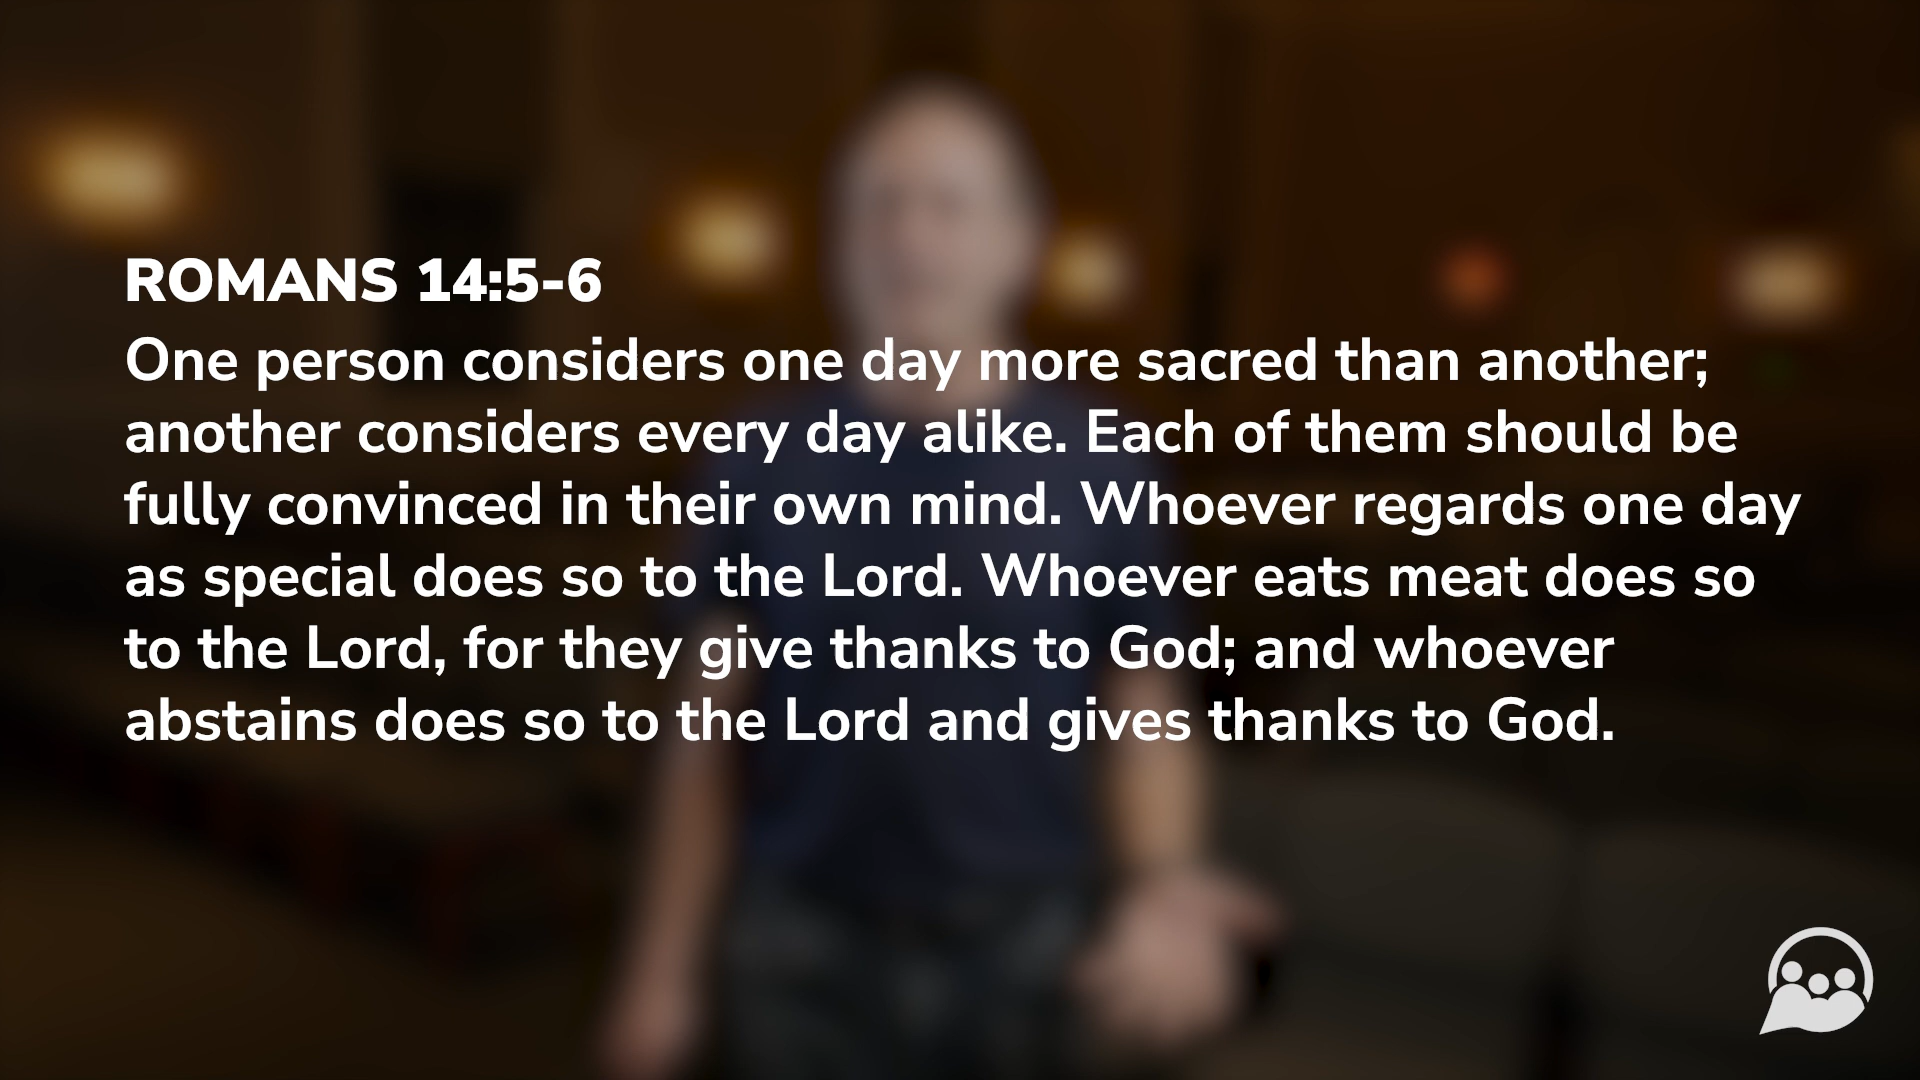 ROMANS 14:5-6
One person considers one day more sacred than another;
another considers every day alike. Each of them should be
fully convinced in their own mind. Whoever regards one day
as special does so to the Lord. Whoever eats meat does so
to the Lord, for they give thanks to God; and whoever
abstains does so to the Lord and gives thanks to God.